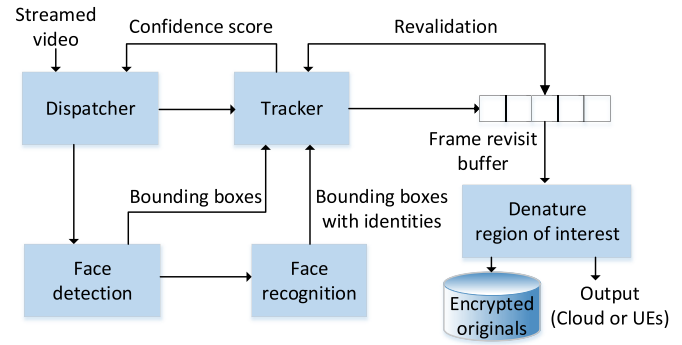 Streamed
video
Confidence score
Revalidation
Dispatcher
Tracker
Frame revisit
buffer
Bounding boxes
Bounding boxes
with identities
Denature
region of interest
Face
detection
Face
recognition
Encrypted
originals
Output
(Cloud or UEs)